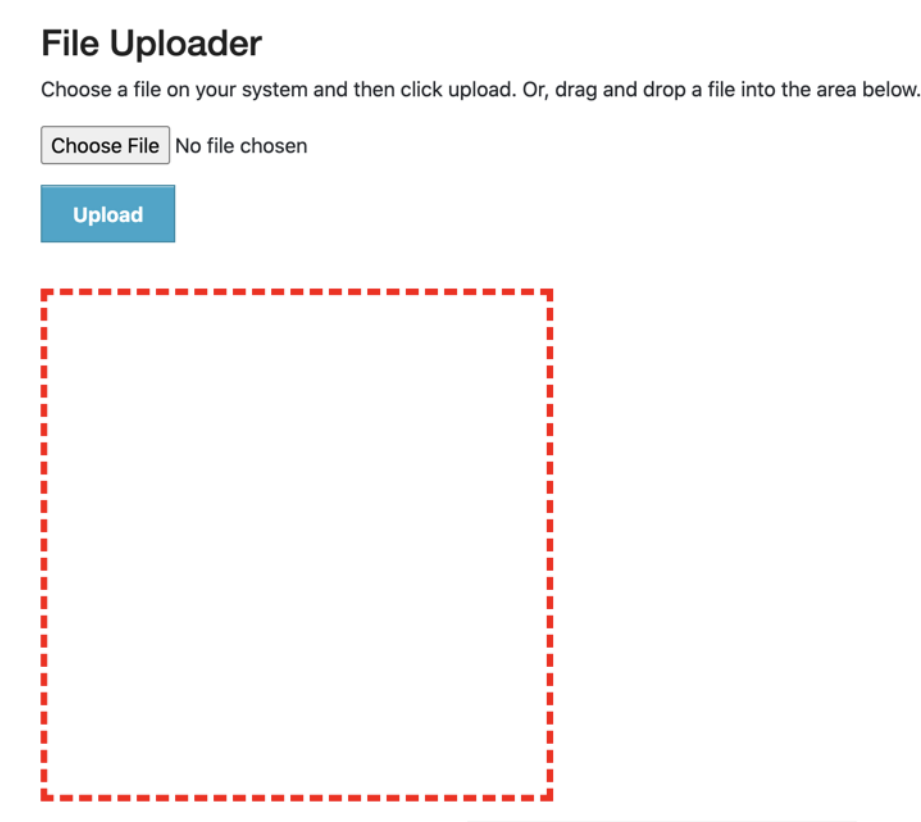 File Uploader
Choose a file on your system and then click upload. Or, drag and drop a file into the area below.
Choose File No file chosen
Upload